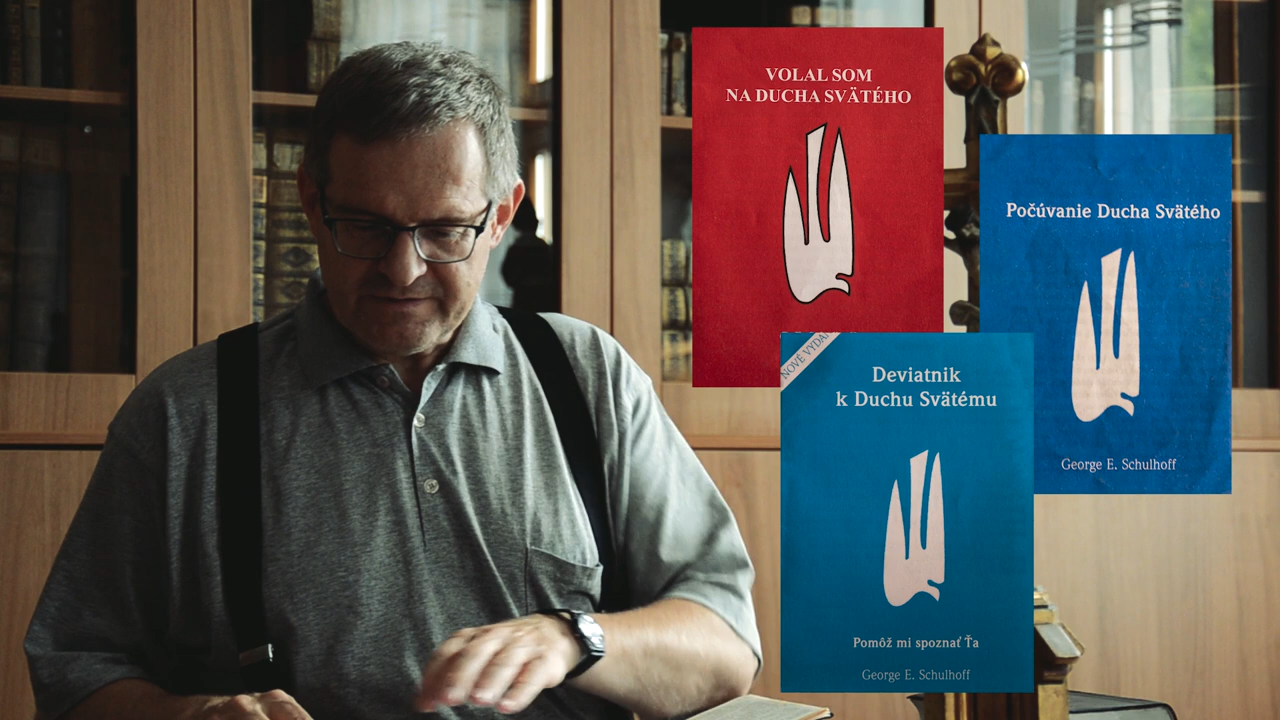 VOLAL SOM
NA DUCHA SVÄTÉHO
Počúvanie Ducha Svätého
George E. Schulhoff
NOVÉ
Deviatnik
k Duchu Svätému
Pomôž mi spoznať Ťa
George E. Schulhoff